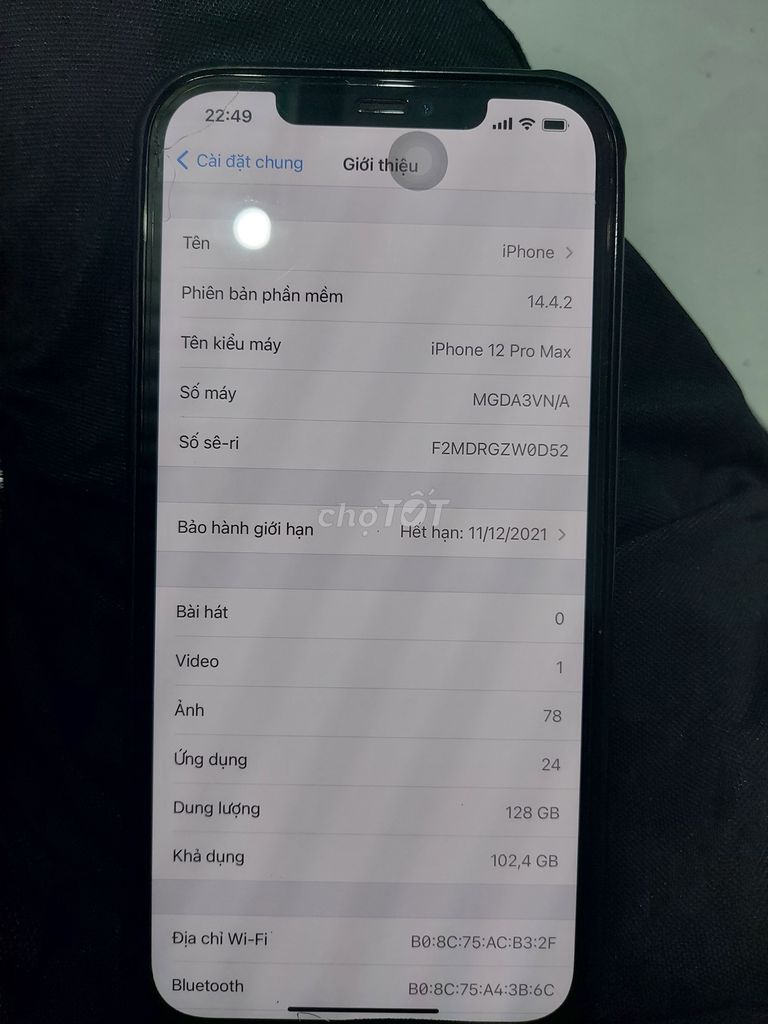 22:49
Cài đặt chung Giới thiệu
Tên iPhone
Phiên bản phần mềm 14.4.2
Tên kiểu máy iPhone 12 Pro Max
Số máy MGDA3VN/A
Số sê-ri F2MDRGZW0D52
chợTỐT
Bảo hành giới hạn Hết hạn: 11/12/2021
Bài hát 0
Video 1
Ảnh 78
Ứng dụng 24
Dung lượng 128 GB
Khả dụng 102,4 GB
Địa chỉ Wi-Fi B0:8C:75:AC:B3:2F
Bluetooth B0:8C:75:A4:3B:6C